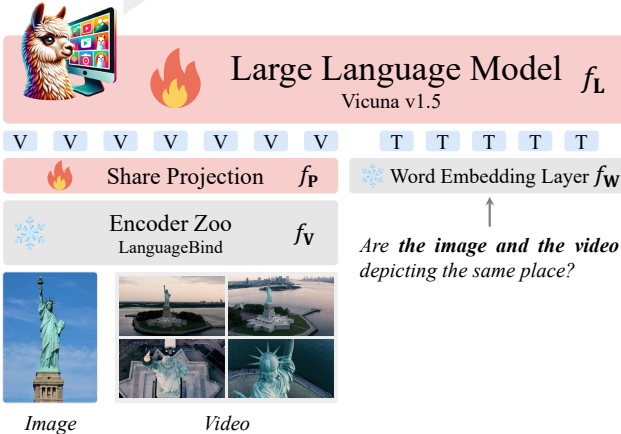 Large Language Model f_L
Vicuna v1.5
V V V V V V V T T T T T
Share Projection f_P
Word Embedding Layer f_W
Encoder Zoo f_V
LanguageBind
Are the image and the video
depicting the same place?
Image Video